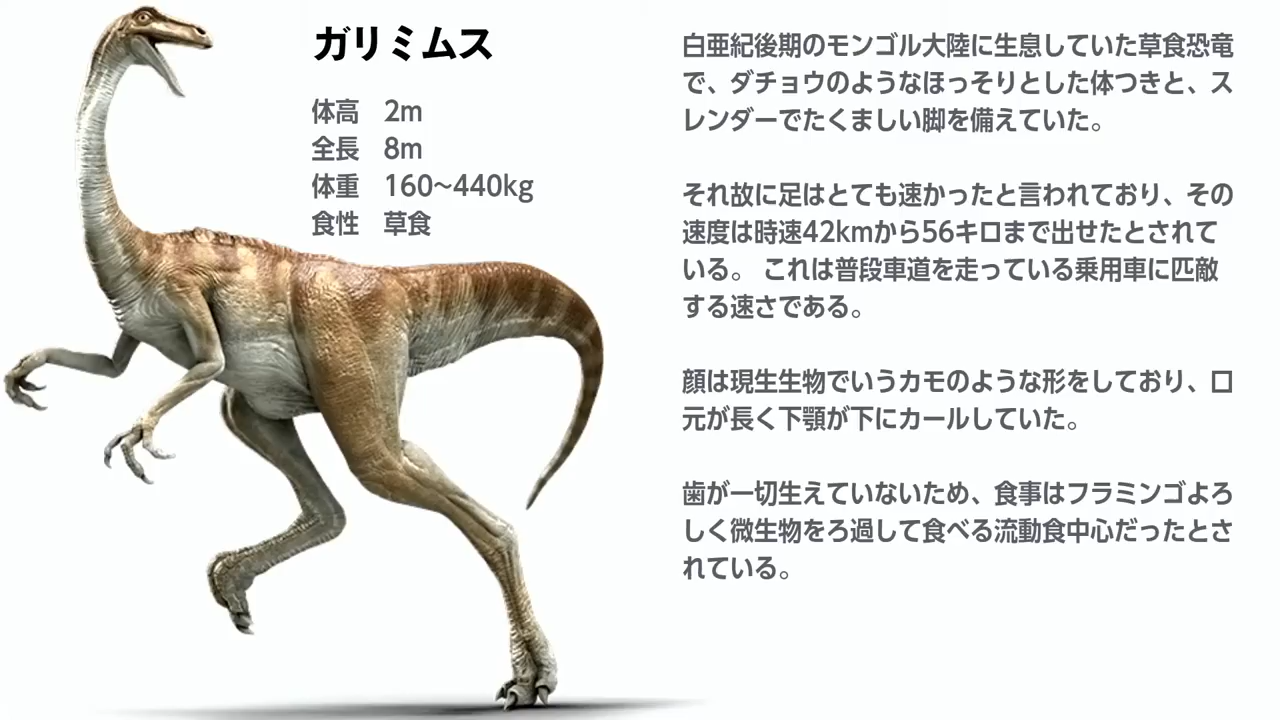 ガリミムス
体高 2m
全長 8m
体重 160~440kg
食性 草食
白亜紀後期のモンゴル大陸に生息していた草食恐竜
で、ダチョウのようなほっそりとした体つきと、ス
レンダーでたくましい脚を備えていた。
それ故に足はとても速かったと言われており、その
速度は時速42kmから56キロまで出せたとされて
いる。 これは普段車道を走っている乗用車に匹敵
する速さである。
顔は現生生物でいうカモのような形をしており、口
元が長く下顎が下にカールしていた。
歯が一切生えていないため、食事はフラミンゴよろ
しく微生物をろ過して食べる流動食中心だったとさ
れている。